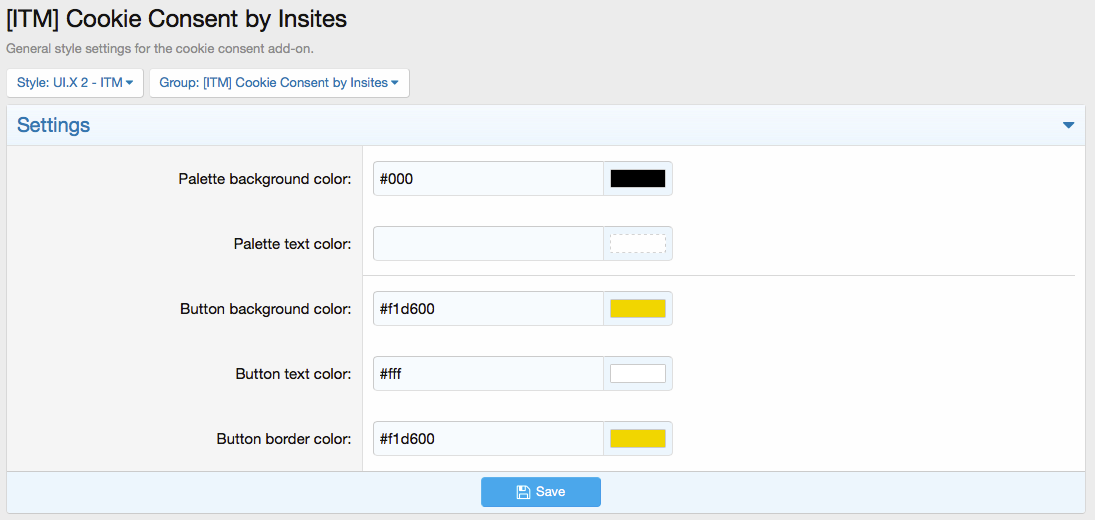 [ITM] Cookie Consent by Insites
General style settings for the cookie consent add-on.
Style: UI.X 2 - ITM Group: [ITM] Cookie Consent by Insites
Settings
Palette background color: #000
Palette text color:
Button background color: #f1d600
Button text color: #fff
Button border color: #f1d600
Save